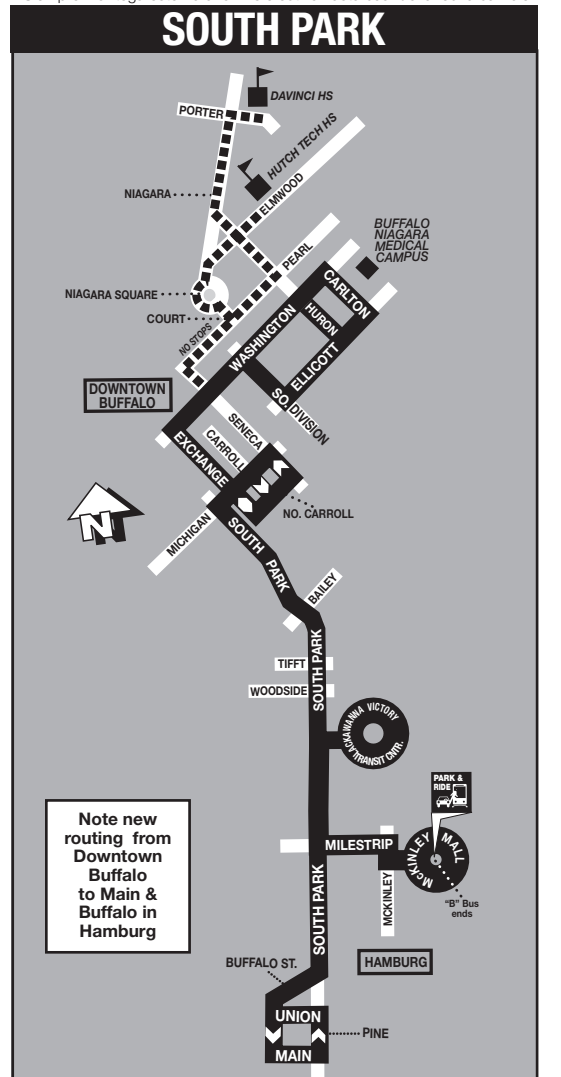 SOUTH PARK
DAVINCI HS
PORTER
HUTCH TECH HS
NIAGARA
ELMWOOD
BUFFALO
NIAGARA
MEDICAL
CAMPUS
PEARL
CARLTON
NIAGARA SQUARE
HURON
COURT
WASHINGTON
NO STOPS
ELLICOTT
DOWNTOWN
BUFFALO
SO. DIVISION
SENECA
CARROLL
EXCHANGE
N
NO. CARROLL
MICHIGAN
SOUTH PARK
BAILEY
TIFFT
SOUTH PARK
WOODSIDE
LACKAWANNA VICTORY
TRANSIT CNTR.
PARK &
RIDE
Note new
routing from
Downtown
Buffalo
to Main &
Buffalo in
Hamburg
MILESTRIP
McKINLEY MALL
MCKINLEY
"B" Bus
ends
SOUTH PARK
HAMBURG
BUFFALO ST.
UNION
PINE
MAIN